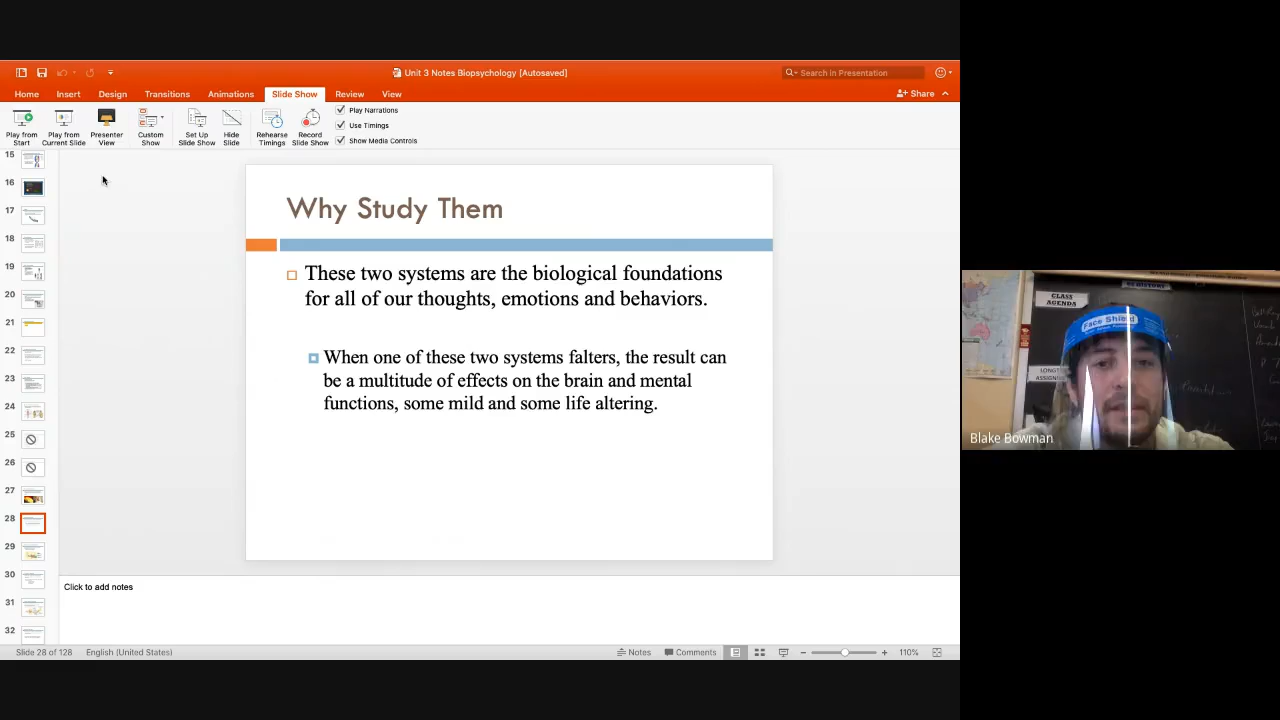 Unit 3 Notes Biopsychology [Autosaved]
Search in Presentation
Home Insert Design Transitions Animations Slide Show Review View
Share
Play from Start
Play from Current Slide
Presenter View
Custom Show
Set Up Slide Show
Hide Slide
Rehearse Timings
Record Slide Show
Play Narrations
Use Timings
Show Media Controls
15
16
17
18
19
20
21
22
23
24
25
26
27
28
29
30
31
32
Why Study Them
These two systems are the biological foundations
for all of our thoughts, emotions and behaviors.
When one of these two systems falters, the result can
be a multitude of effects on the brain and mental
functions, some mild and some life altering.
Click to add notes
Slide 28 of 128 English (United States)
Notes Comments 110%
CLASS
AGENDA
Face Shield
Blake Bowman